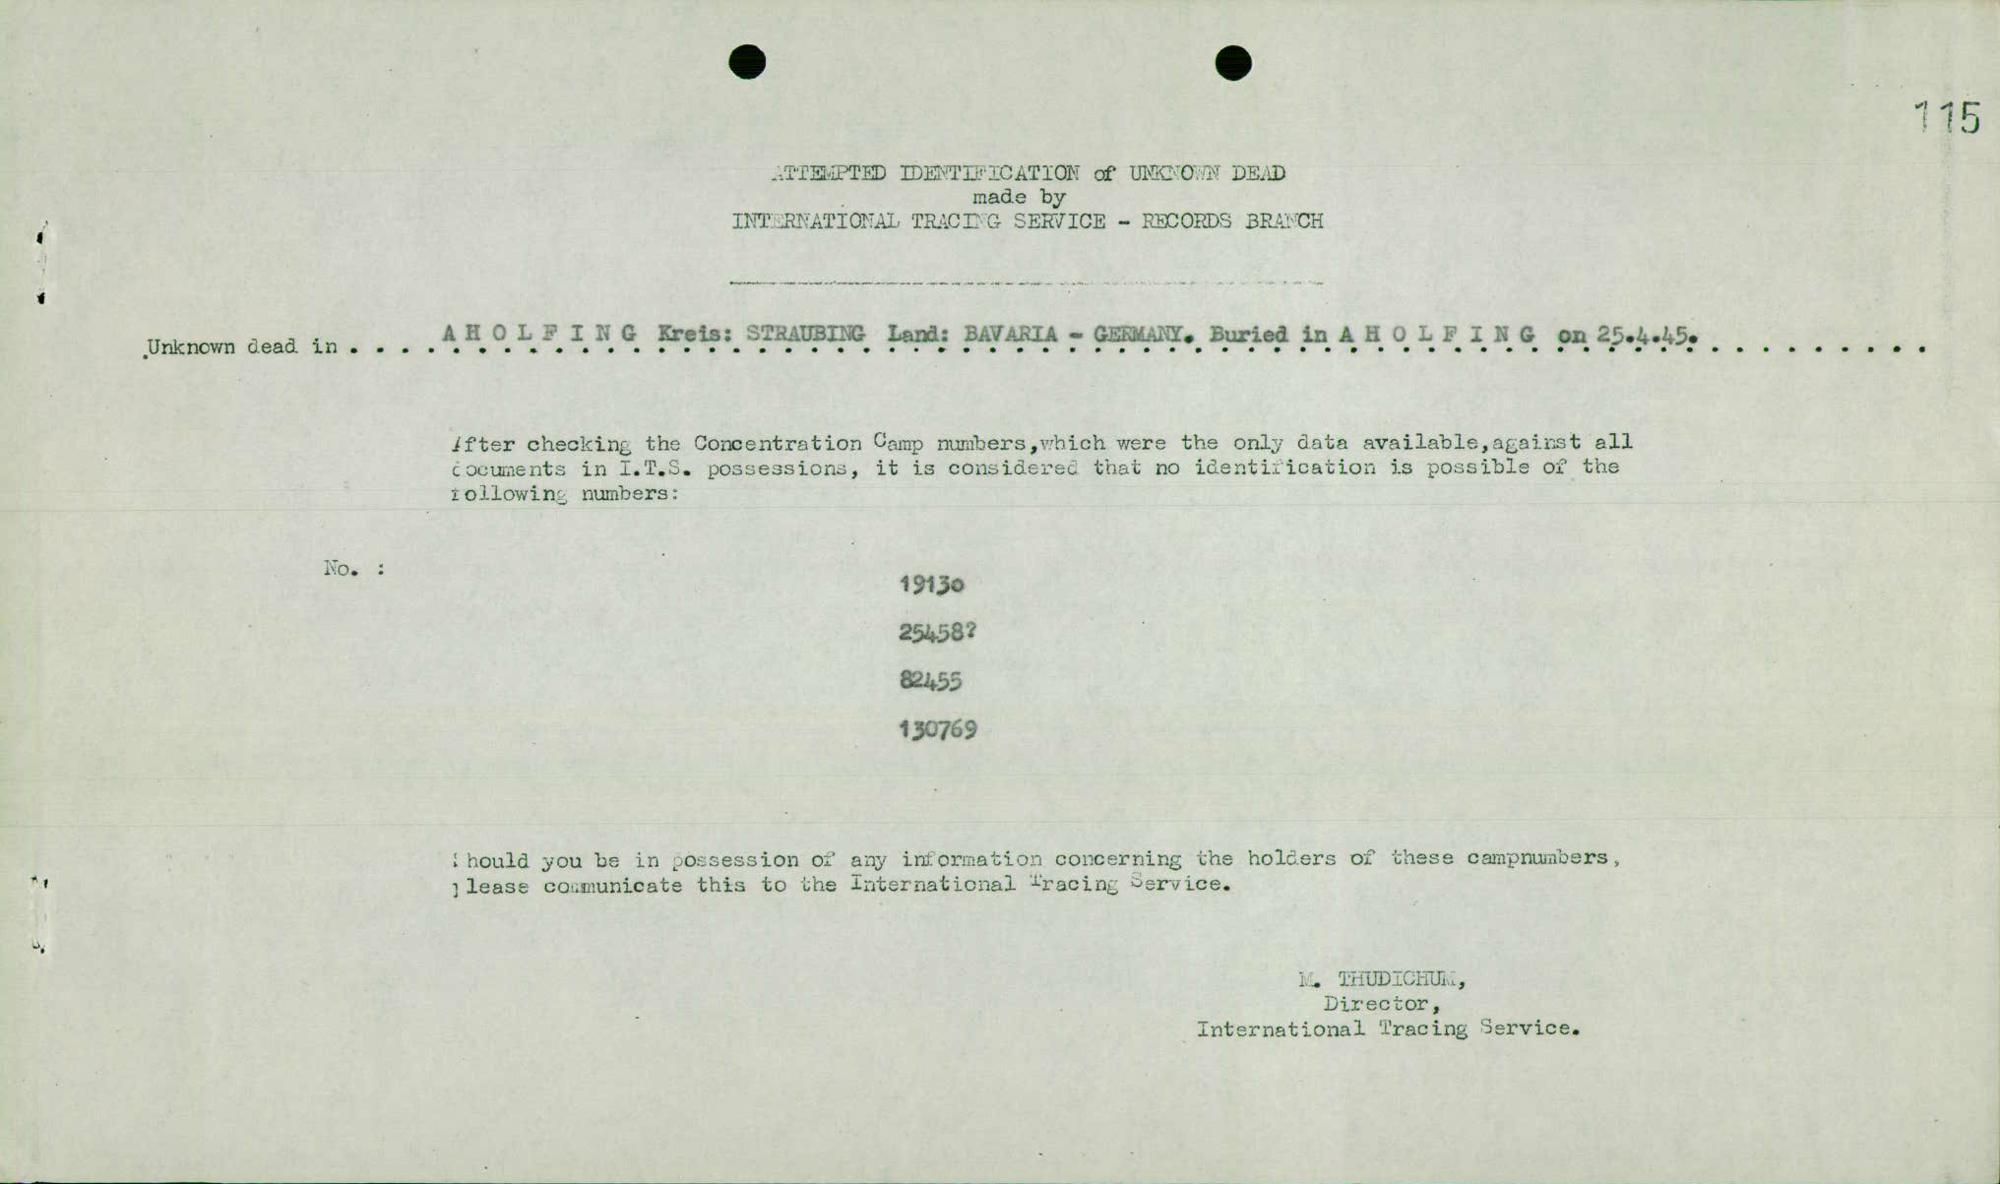 115
ATTEMPTED IDENTIFICATION of UNKNOWN DEAD
made by
INTERNATIONAL TRACING SERVICE - RECORDS BRANCH
Unknown dead in . . . . A H O L F I N G Kreis: STRAUBING Land: BAVARIA - GERMANY. Buried in A H O L F I N G on 25.4.45. . . . . . . . . .
After checking the Concentration Camp numbers,which were the only data available,against all
documents in I.T.S. possessions, it is considered that no identification is possible of the
following numbers:
No. :
19130
25458?
82455
130769
Should you be in possession of any information concerning the holders of these campnumbers,
please communicate this to the International Tracing Service.
M. THUDICHUM,
Director,
International Tracing Service.